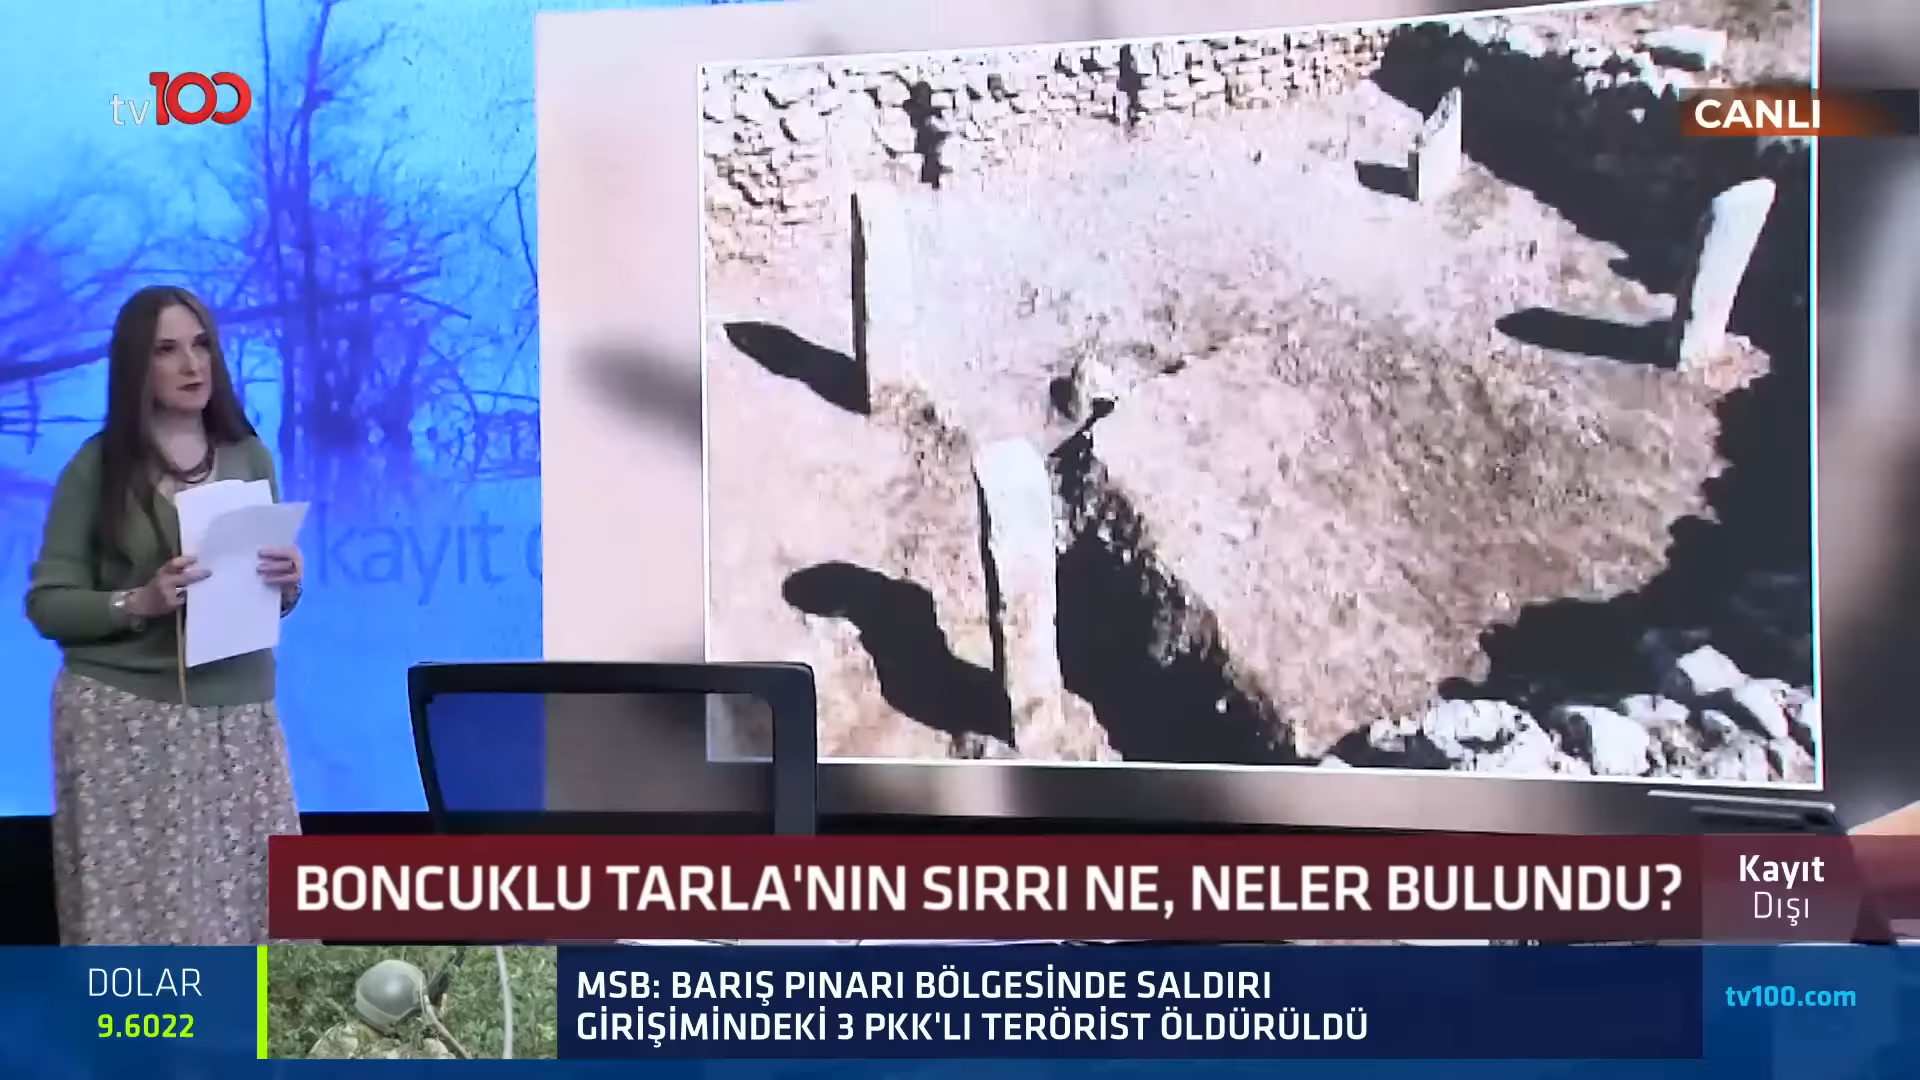 tv100
CANLI
kayıt
BONCUKLU TARLA'NIN SIRRI NE, NELER BULUNDU?
Kayıt
Dışı
DOLAR
9.6022
MSB: BARIŞ PINARI BÖLGESİNDE SALDIRI
GİRİŞİMİNDEKİ 3 PKK'LI TERÖRİST ÖLDÜRÜLDÜ
tv100.com